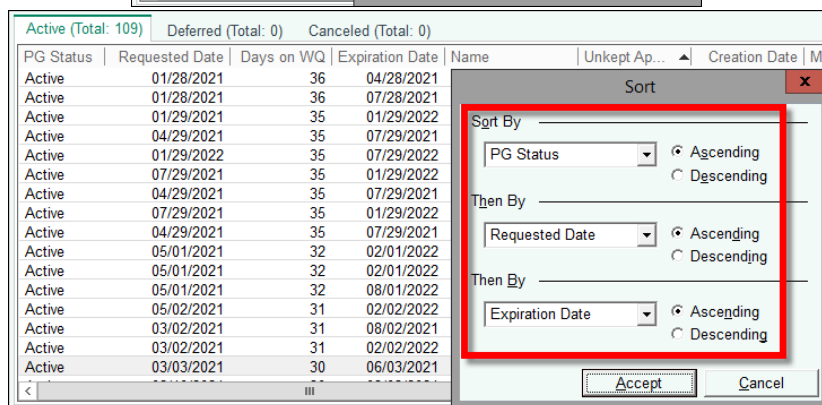 Active (Total: 109) Deferred (Total: 0) Canceled (Total: 0)
PG Status Requested Date Days on WQ Expiration Date Name Unkept Ap... Creation Date M
Active 01/28/2021 36 04/28/2021
Active 01/28/2021 36 07/28/2021
Active 01/29/2021 35 01/29/2022
Active 04/29/2021 35 07/29/2021
Active 01/29/2022 35 07/29/2022
Active 07/29/2021 35 01/29/2022
Active 04/29/2021 35 07/29/2021
Active 07/29/2021 35 01/29/2022
Active 04/29/2021 35 07/29/2021
Active 05/01/2021 32 02/01/2022
Active 05/01/2021 32 02/01/2022
Active 05/01/2021 32 08/01/2022
Active 05/02/2021 31 02/02/2022
Active 03/02/2021 31 08/02/2021
Active 03/02/2021 31 02/02/2022
Active 03/03/2021 30 06/03/2021
Sort
x
Sort By
PG Status
Ascending
Descending
Then By
Requested Date
Ascending
Descending
Then By
Expiration Date
Ascending
Descending
Accept Cancel